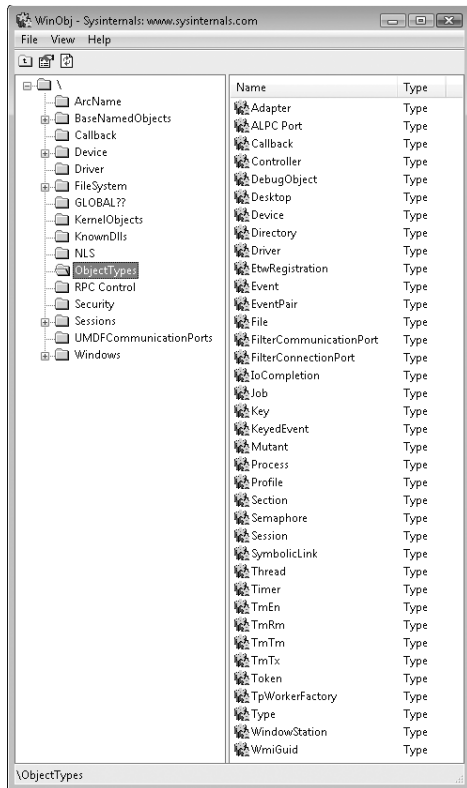 WinObj - Sysinternals: www.sysinternals.com
File View Help
\
ArcName
BaseNamedObjects
Callback
Device
Driver
FileSystem
GLOBAL??
KernelObjects
KnownDlls
NLS
ObjectTypes
RPC Control
Security
Sessions
UMDFCommunicationPorts
Windows
Name Type
Adapter Type
ALPC Port Type
Callback Type
Controller Type
DebugObject Type
Desktop Type
Device Type
Directory Type
Driver Type
EtwRegistration Type
Event Type
EventPair Type
File Type
FilterCommunicationPort Type
FilterConnectionPort Type
IoCompletion Type
Job Type
Key Type
KeyedEvent Type
Mutant Type
Process Type
Profile Type
Section Type
Semaphore Type
Session Type
SymbolicLink Type
Thread Type
Timer Type
TmEn Type
TmRm Type
TmTm Type
TmTx Type
Token Type
TpWorkerFactory Type
Type Type
WindowStation Type
WmiGuid Type
\ObjectTypes